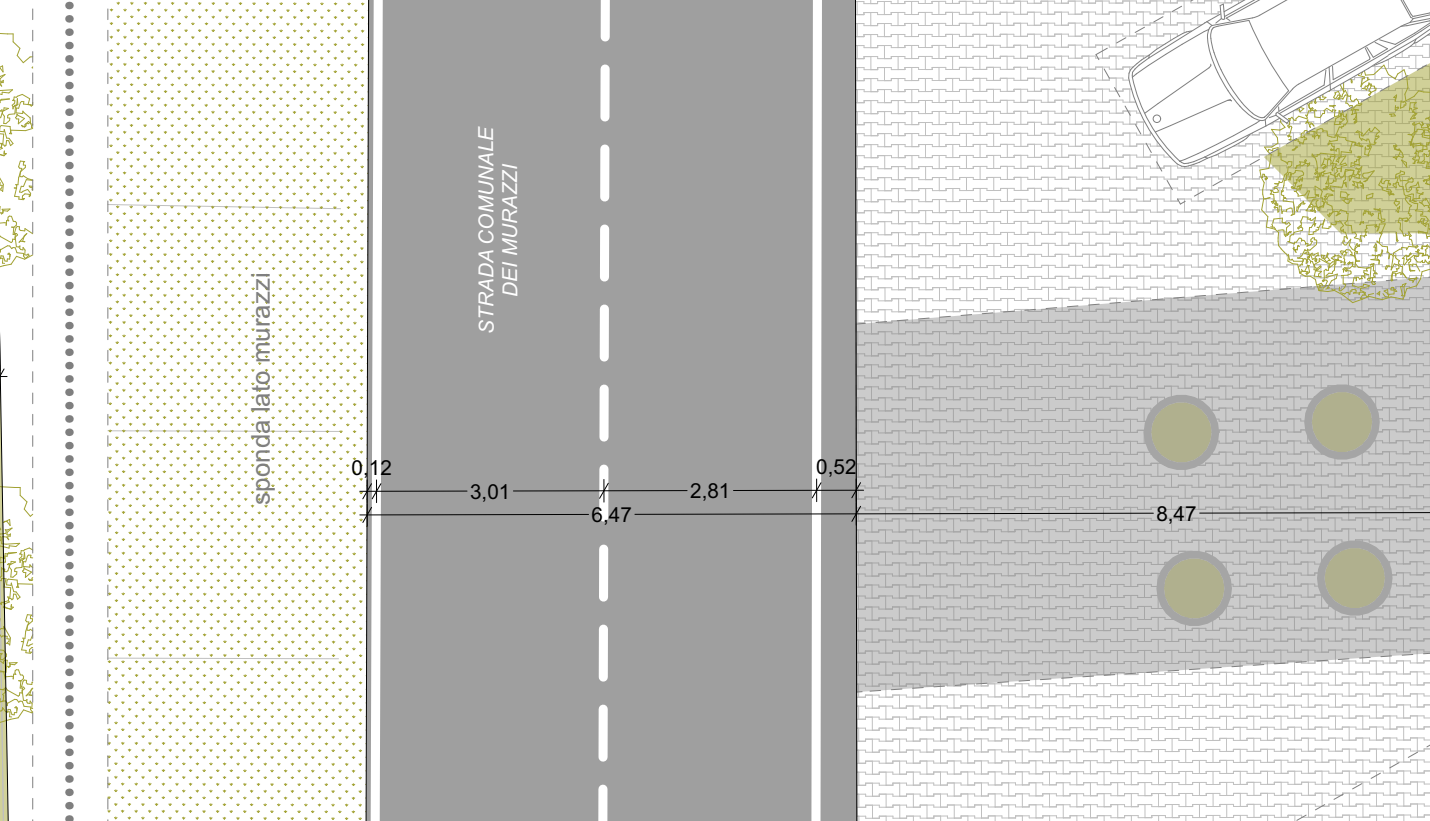 STRADA COMUNALE
DEI MURAZZI
sponda lato murazzi
0,12
0,52
3,01
2,81
6,47
8,47